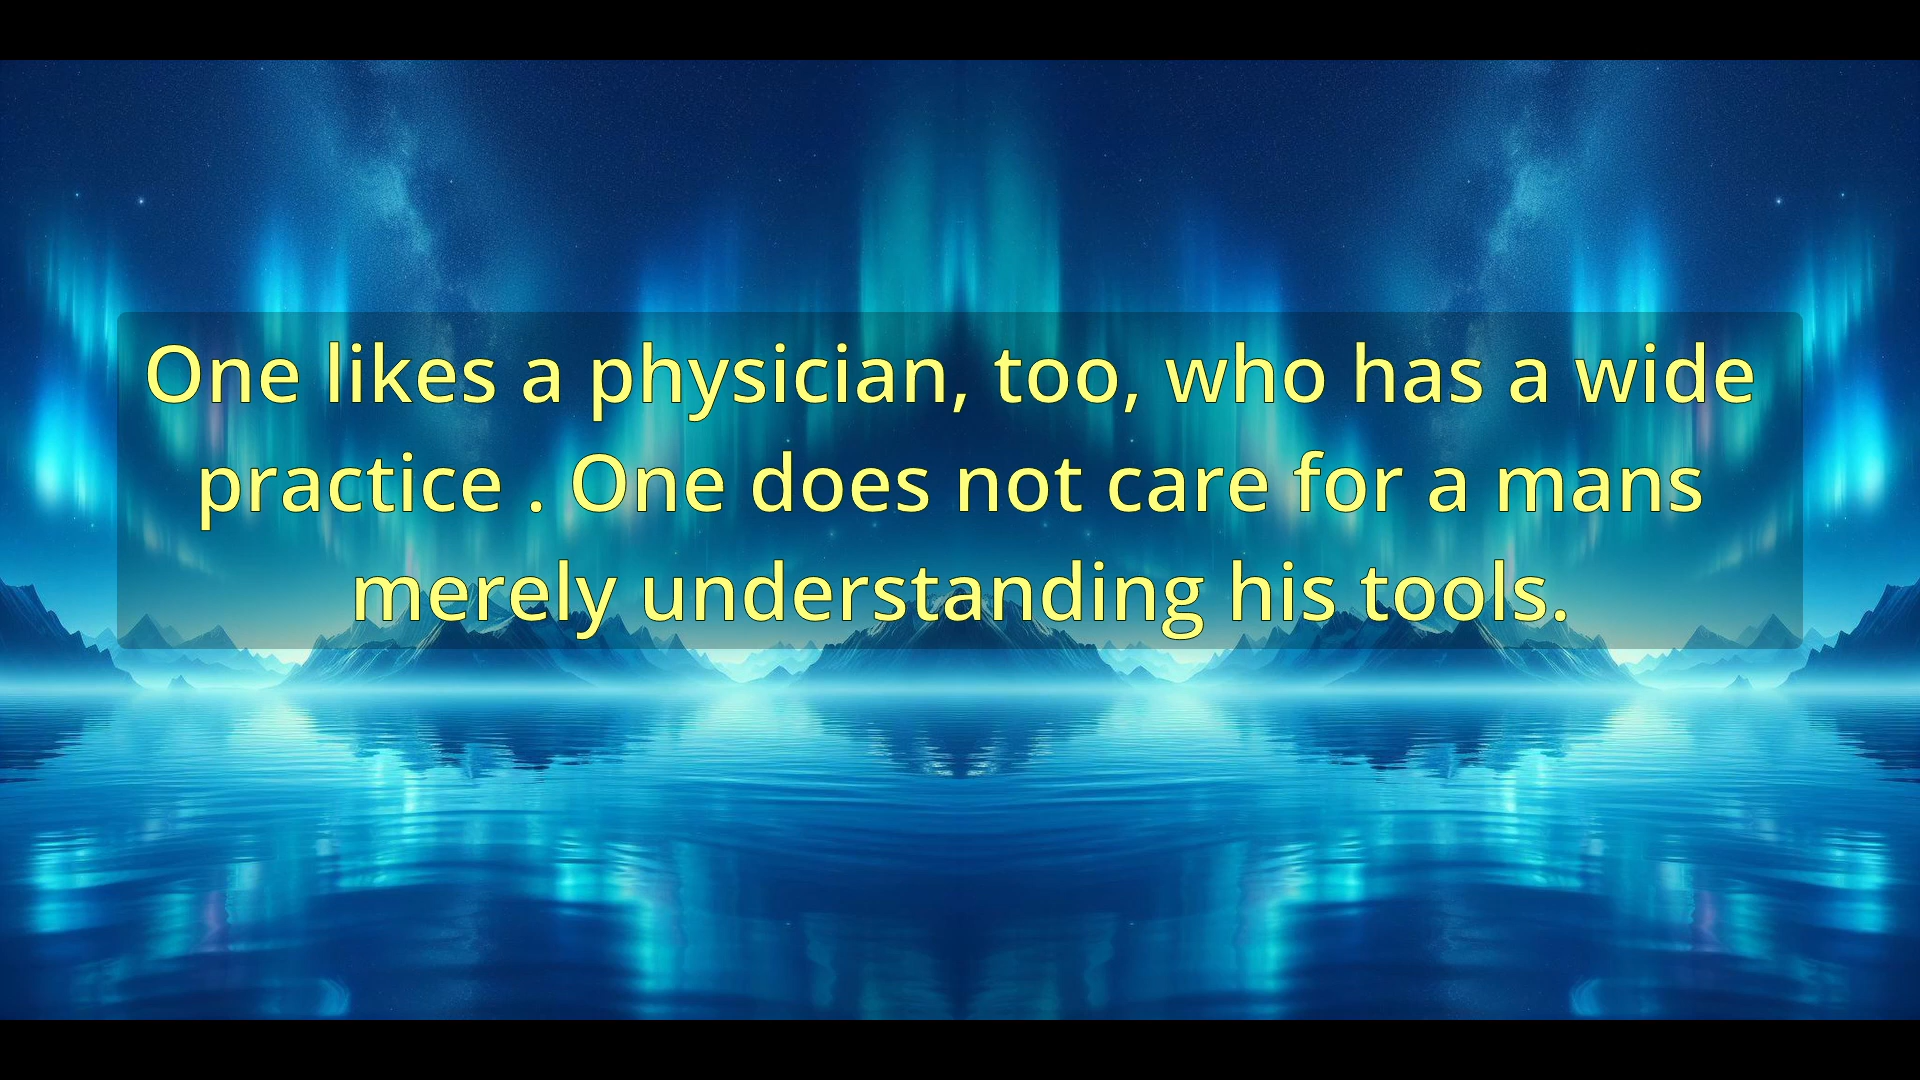 One likes a physician, too, who has a wide
practice . One does not care for a mans
merely understanding his tools.